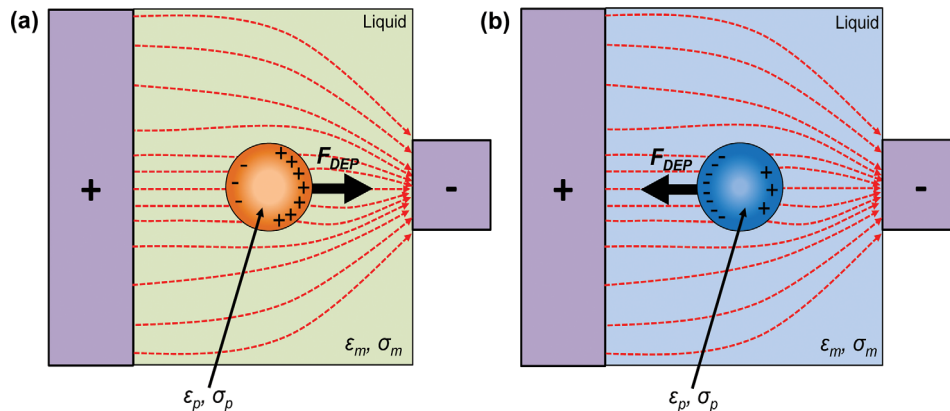 (a)
Liquid
+
-
F_DEP
- - - -
+ + + + + + +
ε_m, σ_m
ε_p, σ_p
(b)
Liquid
+
-
F_DEP
- - - - - - -
+ + +
ε_m, σ_m
ε_p, σ_p